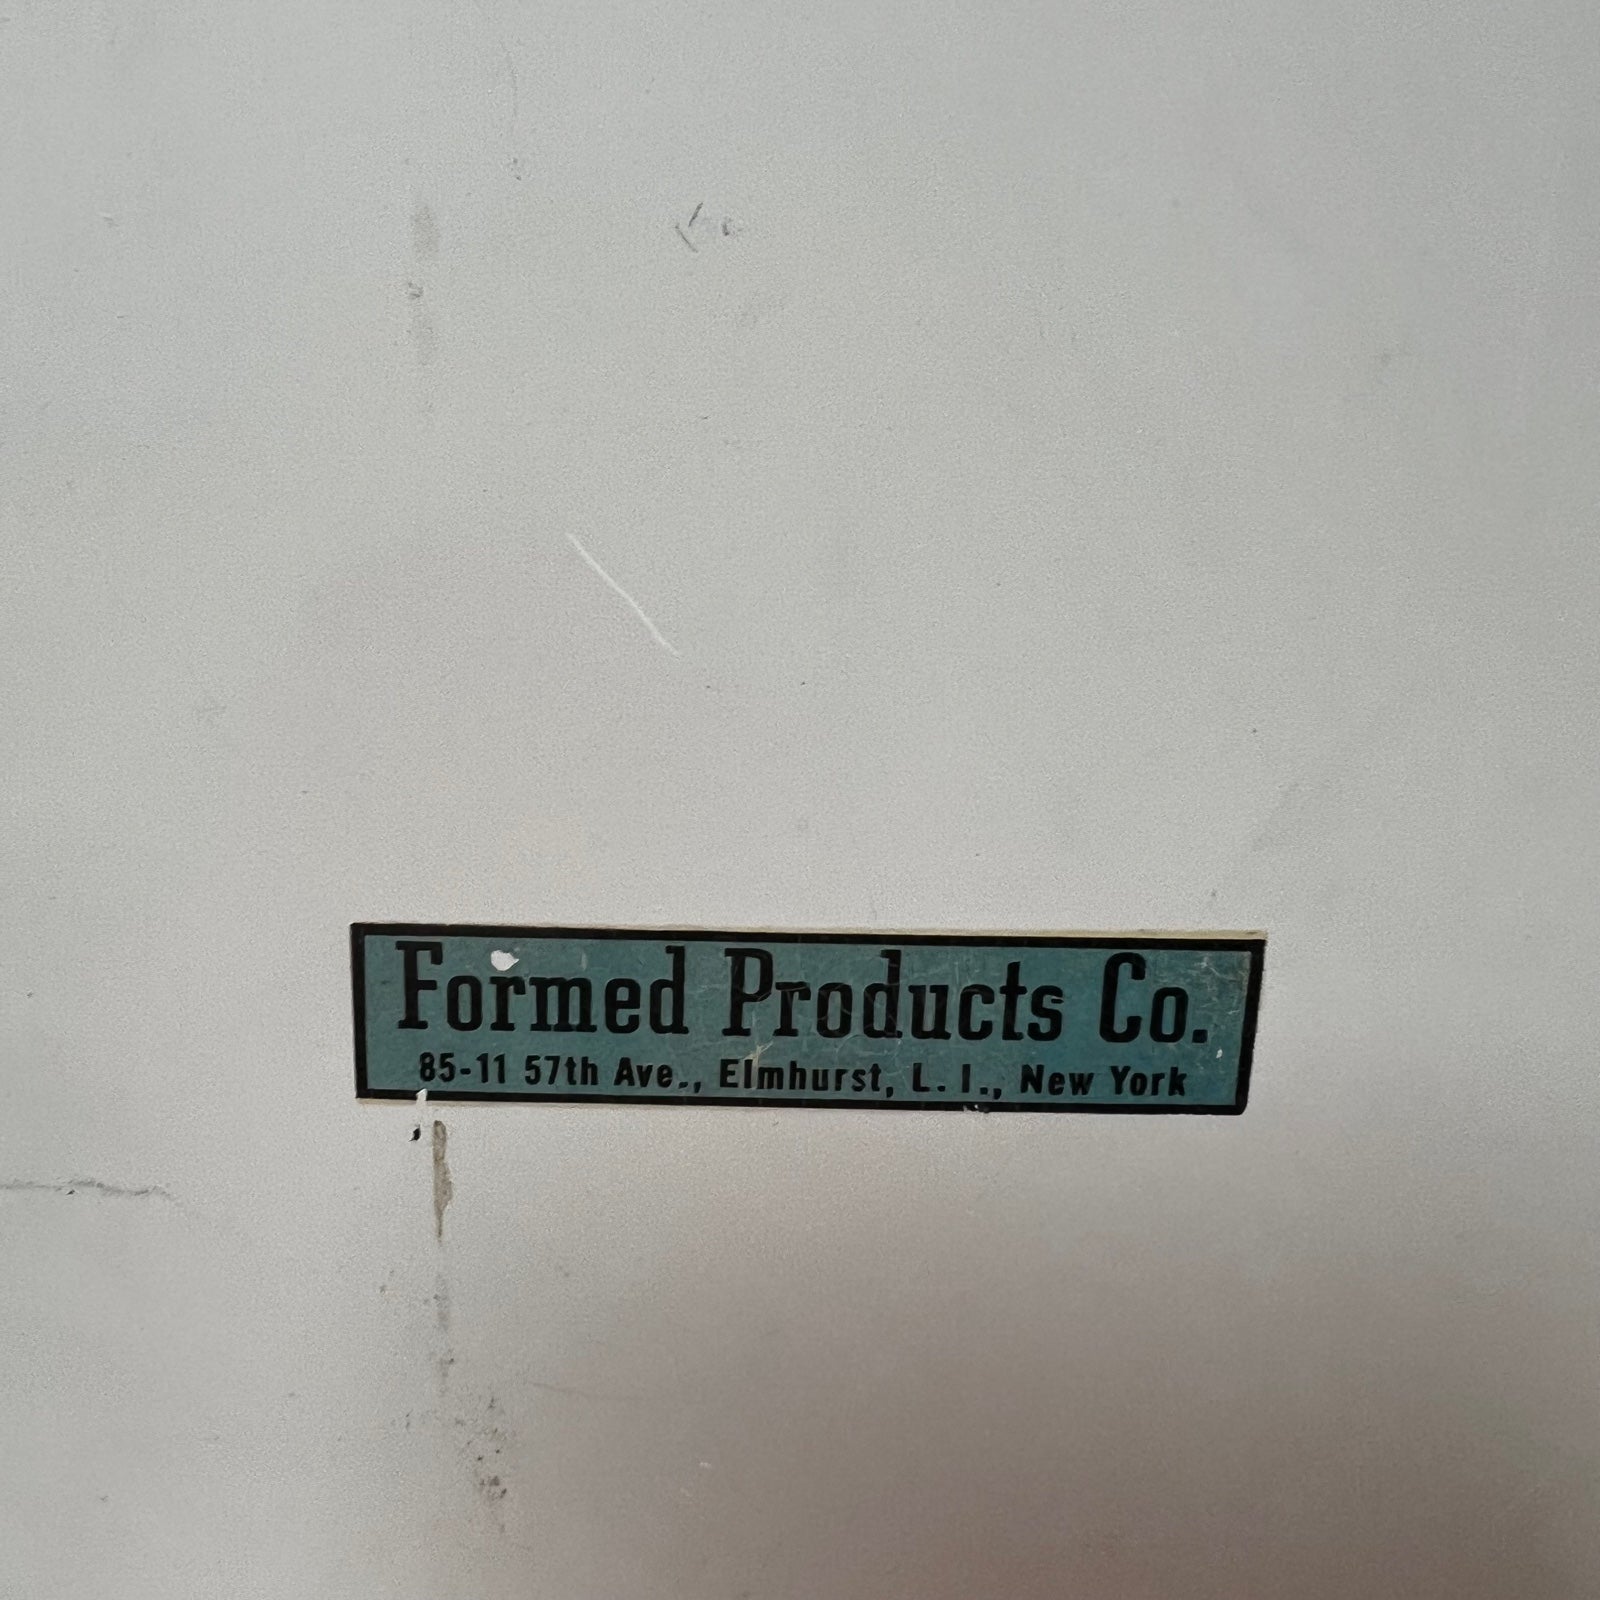 Formed Products Co.
85-11 57th Ave., Elmhurst, L. I., New York